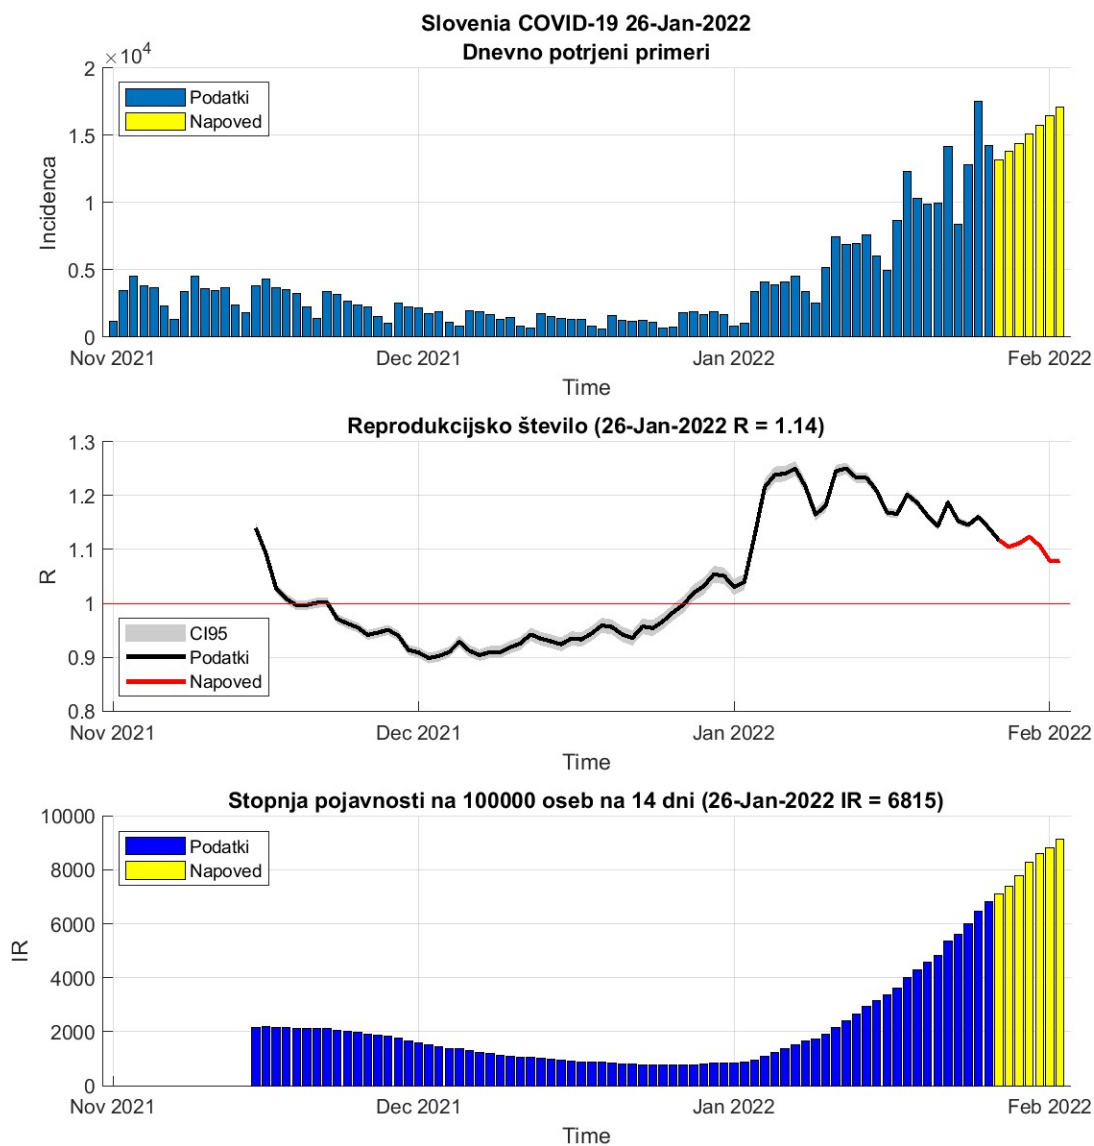 Slovenia COVID-19 26-Jan-2022
Dnevno potrjeni primeri
×10⁴
2
1.5
1
0.5
0
Incidenca
Podatki
Napoved
Nov 2021 Dec 2021 Jan 2022 Feb 2022
Time
Reprodukcijsko število (26-Jan-2022 R = 1.14)
1.3
1.2
1.1
1
0.9
0.8
R
CI95
Podatki
Napoved
Nov 2021 Dec 2021 Jan 2022 Feb 2022
Time
Stopnja pojavnosti na 100000 oseb na 14 dni (26-Jan-2022 IR = 6815)
10000
8000
6000
4000
2000
0
IR
Podatki
Napoved
Nov 2021 Dec 2021 Jan 2022 Feb 2022
Time